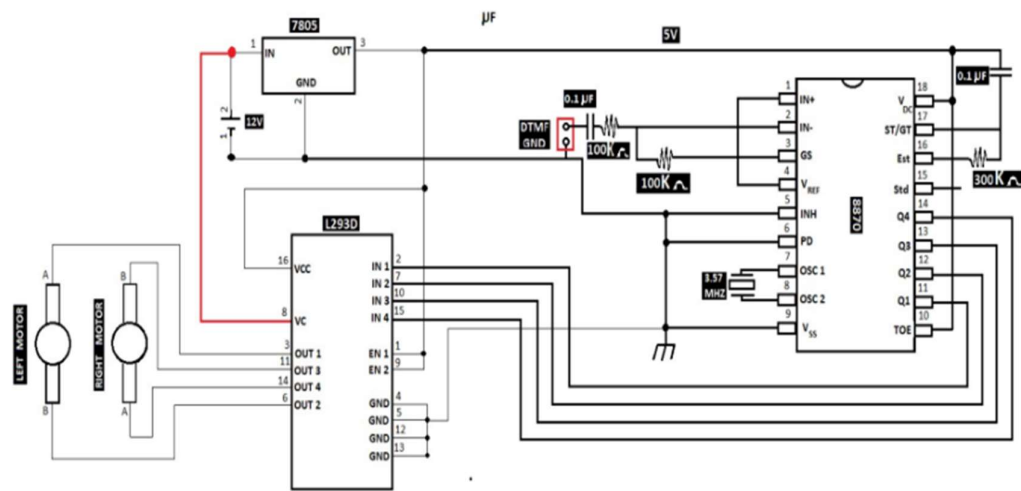 µF
7805
1
IN
OUT
3
GND
2
5V
2
12V
1
0.1 µF
DTMF
GND
100K
100K
3.57
MHZ
0.1 µF
300K
8870
1
IN+
2
IN-
3
GS
4
VREF
5
INH
6
PD
7
OSC 1
8
OSC 2
9
VSS
18
VDC
17
ST/GT
16
Est
15
Std
14
Q4
13
Q3
12
Q2
11
Q1
10
TOE
L293D
16
VCC
8
VC
3
OUT 1
11
OUT 3
14
OUT 4
6
OUT 2
IN 1
2
IN 2
7
IN 3
10
IN 4
15
EN 1
1
EN 2
9
GND
4
GND
5
GND
12
GND
13
LEFT MOTOR
A
B
RIGHT MOTOR
B
A